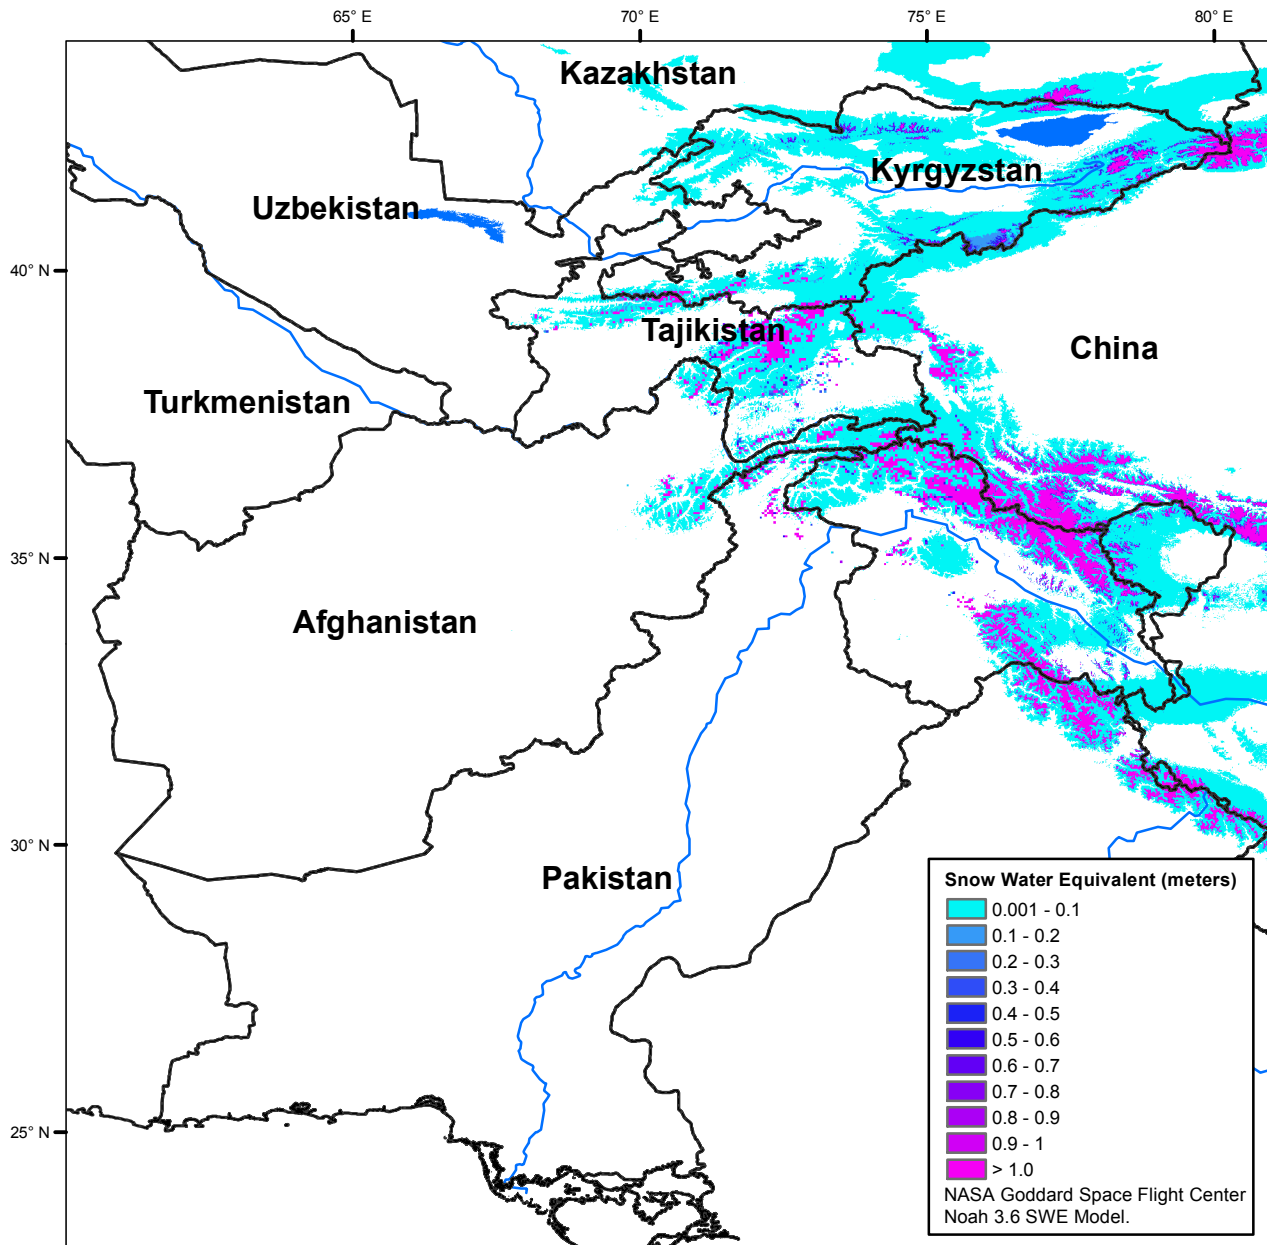 65° E
70° E
75° E
80° E
Kazakhstan
Kyrgyzstan
Uzbekistan
40° N
Tajikistan
China
Turkmenistan
35° N
Afghanistan
30° N
Pakistan
25° N
Snow Water Equivalent (meters)
0.001 - 0.1
0.1 - 0.2
0.2 - 0.3
0.3 - 0.4
0.4 - 0.5
0.5 - 0.6
0.6 - 0.7
0.7 - 0.8
0.8 - 0.9
0.9 - 1
> 1.0
NASA Goddard Space Flight Center
Noah 3.6 SWE Model.